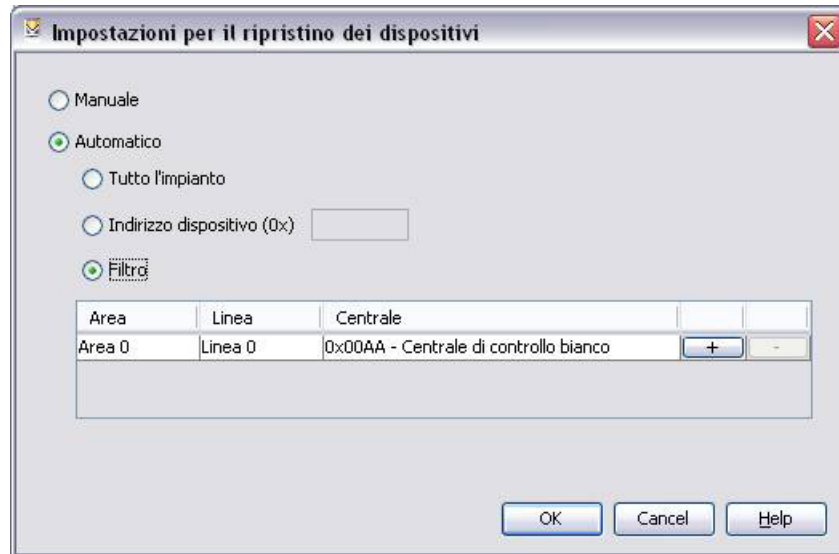 Impostazioni per il ripristino dei dispositivi
Manuale
Automatico
Tutto l'impianto
Indirizzo dispositivo (0x)
Filtro
Area Linea Centrale
Area 0 Linea 0 0x00AA - Centrale di controllo bianco + -
OK Cancel Help